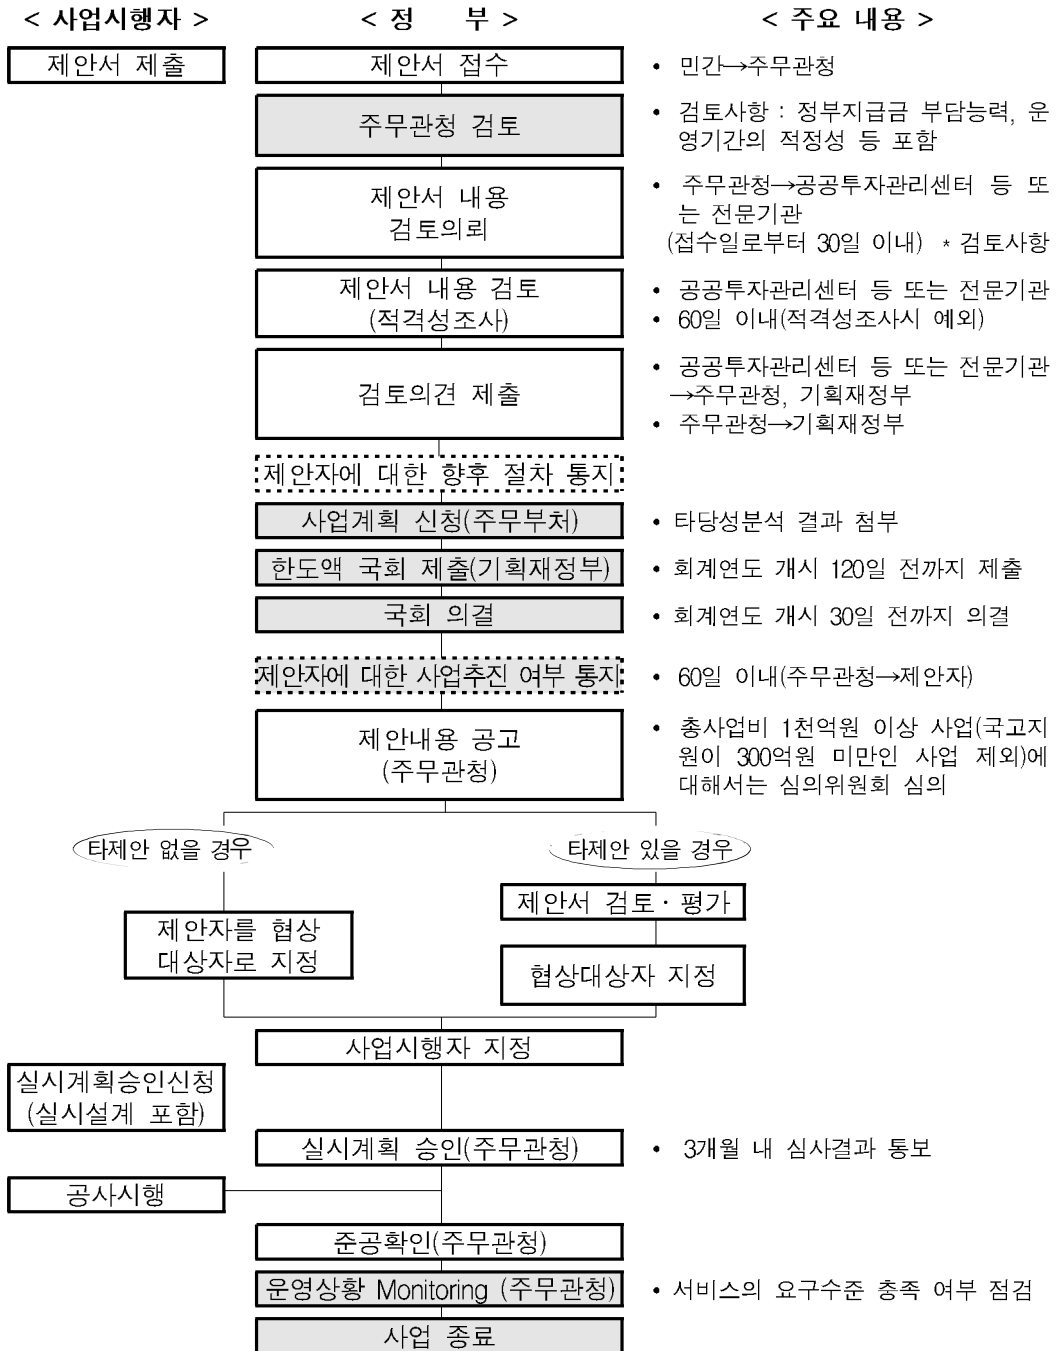 < 사업시행자 >
< 정 부 >
< 주요 내용 >
제안서 제출
제안서 접수
• 민간→주무관청
주무관청 검토
• 검토사항 : 정부지급금 부담능력, 운
영기간의 적정성 등 포함
제안서 내용
검토의뢰
• 주무관청→공공투자관리센터 등 또
는 전문기관
(접수일로부터 30일 이내) * 검토사항
제안서 내용 검토
(적격성조사)
• 공공투자관리센터 등 또는 전문기관
• 60일 이내(적격성조사시 예외)
검토의견 제출
• 공공투자관리센터 등 또는 전문기관
→주무관청, 기획재정부
• 주무관청→기획재정부
제안자에 대한 향후 절차 통지
사업계획 신청(주무부처)
• 타당성분석 결과 첨부
한도액 국회 제출(기획재정부)
• 회계연도 개시 120일 전까지 제출
국회 의결
• 회계연도 개시 30일 전까지 의결
제안자에 대한 사업추진 여부 통지
• 60일 이내(주무관청→제안자)
제안내용 공고
(주무관청)
• 총사업비 1천억원 이상 사업(국고지
원이 300억원 미만인 사업 제외)에
대해서는 심의위원회 심의
타제안 없을 경우
타제안 있을 경우
제안서 검토·평가
제안자를 협상
대상자로 지정
협상대상자 지정
사업시행자 지정
실시계획승인신청
(실시설계 포함)
실시계획 승인(주무관청)
• 3개월 내 심사결과 통보
공사시행
준공확인(주무관청)
운영상황 Monitoring (주무관청)
• 서비스의 요구수준 충족 여부 점검
사업 종료